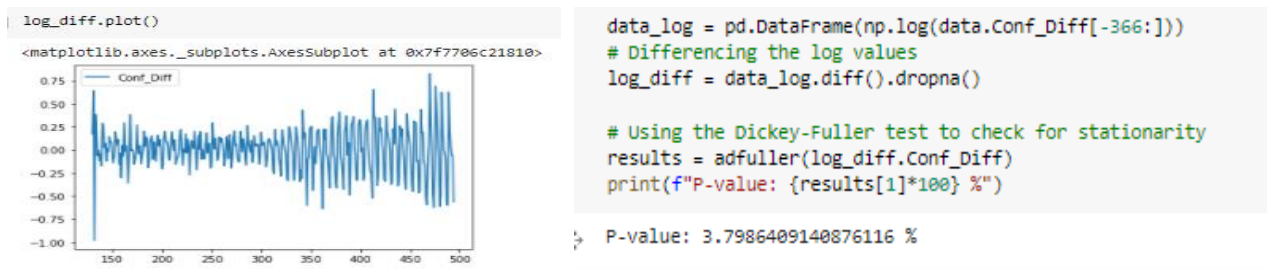 log_diff.plot()
<matplotlib.axes._subplots.AxesSubplot at 0x7f7706c21810>
Conf_Diff
0.75
0.50
0.25
0.00
−0.25
−0.50
−0.75
−1.00
150 200 250 300 350 400 450 500
data_log = pd.DataFrame(np.log(data.Conf_Diff[-366:]))
# Differencing the log values
log_diff = data_log.diff().dropna()
# Using the Dickey-Fuller test to check for stationarity
results = adfuller(log_diff.Conf_Diff)
print(f"P-value: {results[1]*100} %")
P-value: 3.7986409140876116 %